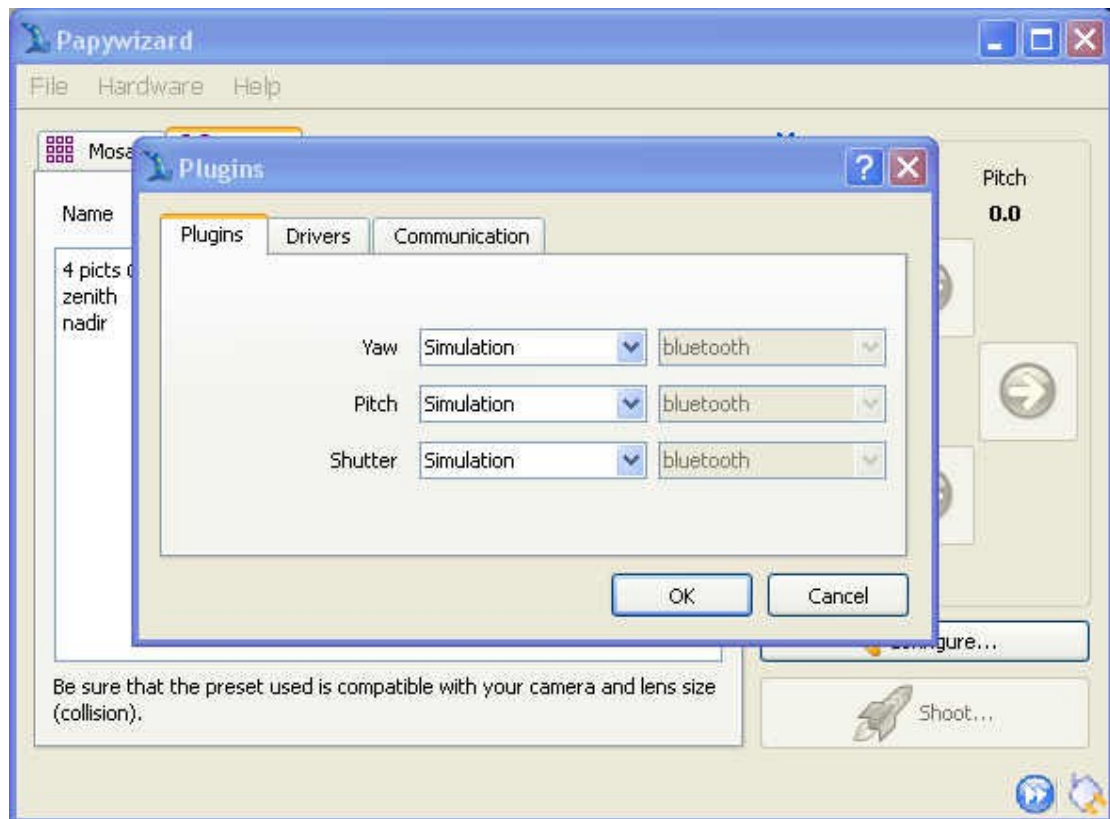 Papywizard
File Hardware Help
Mosa
Plugins
Pitch
0.0
Name
Plugins Drivers Communication
4 picts
zenith
nadir
Yaw Simulation bluetooth
Pitch Simulation bluetooth
Shutter Simulation bluetooth
OK Cancel
Configure...
Be sure that the preset used is compatible with your camera and lens size
(collision).
Shoot...